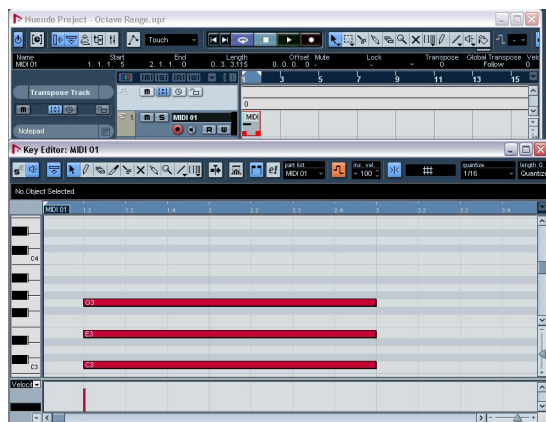 Nuendo Project - Octave Range.npr
Touch
Name Start End Length Offset Mute Lock Transpose Global Transpose Velo
MIDI 01 1. 1. 1. 5 2. 1. 1. 0 0. 3. 3.115 0. 0. 0. 0 - - 0 Follow 0
1 3 5 7 9 11 13 15
Transpose Track
m
0
m
1 m S MIDI 01
MIDI
R W
Notepad
Key Editor: MIDI 01
part list ins. vel. quantize length Q
MIDI 01 100 1/16 Quantiz
No Object Selected
MIDI 01 1.2 1.3 1.4 2 2.2 2.3 2.4 3 3.2 3.3 3.4
C4
G3
E3
C3 C3
Velocit